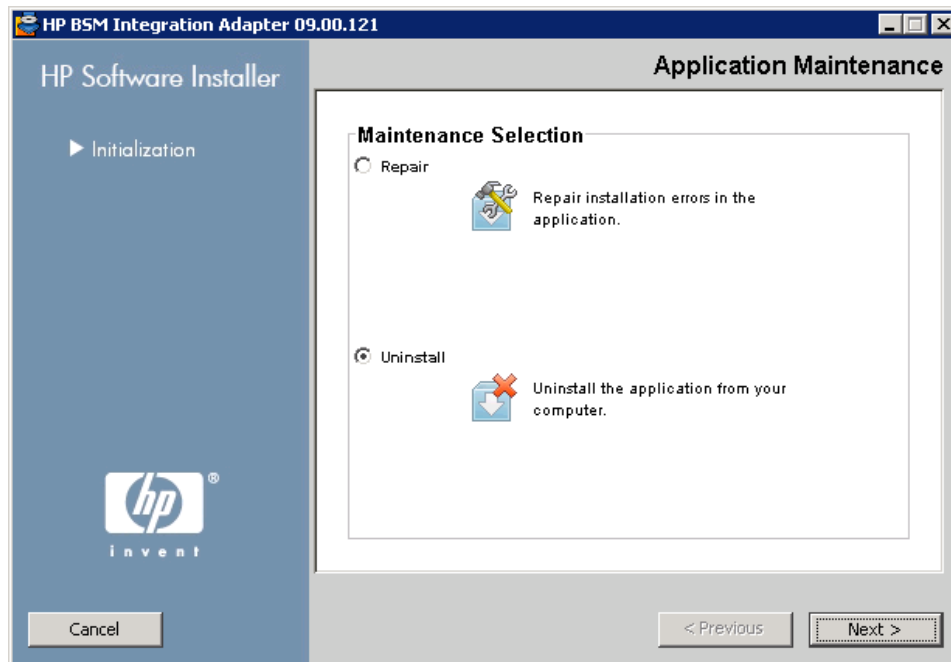 HP BSM Integration Adapter 09.00.121
HP Software Installer
Application Maintenance
Initialization
Maintenance Selection
Repair
Repair installation errors in the
application.
Uninstall
Uninstall the application from your
computer.
hp
®
invent
Cancel
< Previous
Next >